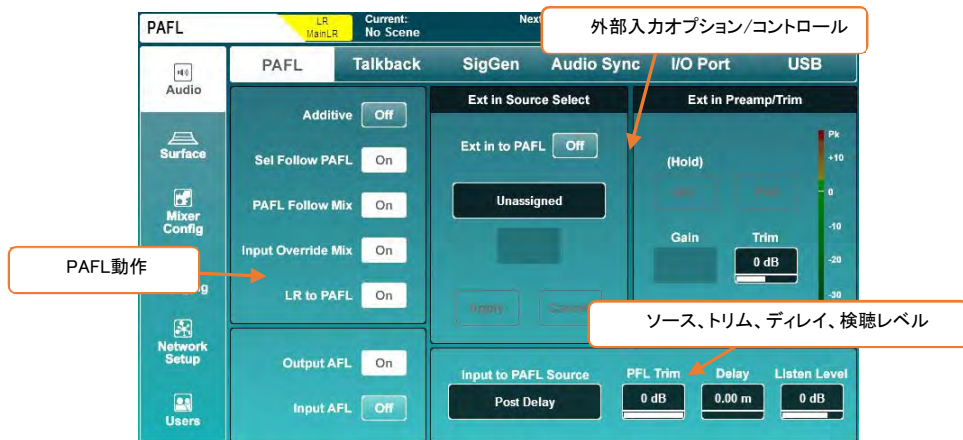 PAFL
LR
MainLR
Current:
No Scene
Nex
外部入力オプション/コントロール
Audio
Surface
Mixer
Config
g
Network
Setup
Users
PAFL Talkback SigGen Audio Sync I/O Port USB
Additive Off
Sel Follow PAFL On
PAFL Follow Mix On
Input Override Mix On
LR to PAFL On
PAFL動作
Output AFL On
Input AFL Off
Ext in Source Select
Ext in to PAFL Off
Unassigned
Apply Cancel
Ext in Preamp/Trim
(Hold)
Gain Trim
0 dB
Pk
+10
0
-10
-20
-30
ソース、トリム、ディレイ、検聴レベル
Input to PAFL Source
Post Delay
PFL Trim Delay Listen Level
0 dB 0.00 m 0 dB